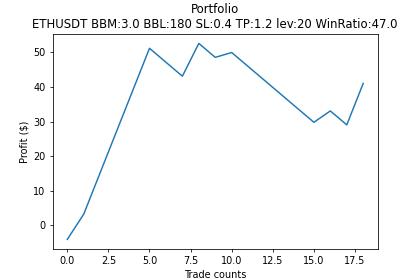 Portfolio
ETHUSDT BBM:3.0 BBL:180 SL:0.4 TP:1.2 lev:20 WinRatio:47.0
50
40
30
20
10
0
Profit ($)
0.0 2.5 5.0 7.5 10.0 12.5 15.0 17.5
Trade counts